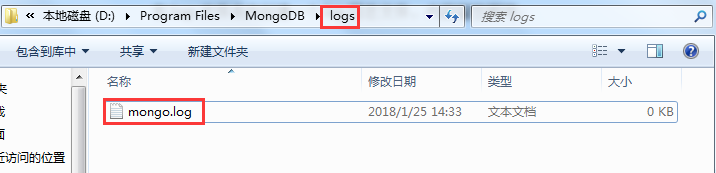 本地磁盘 (D:) ▸ Program Files ▸ MongoDB ▸ logs 搜索 logs
包含到库中 共享 新建文件夹
名称 修改日期 类型 大小
夹
mongo.log 2018/1/25 14:33 文本文档 0 KB
面
近访问的位置